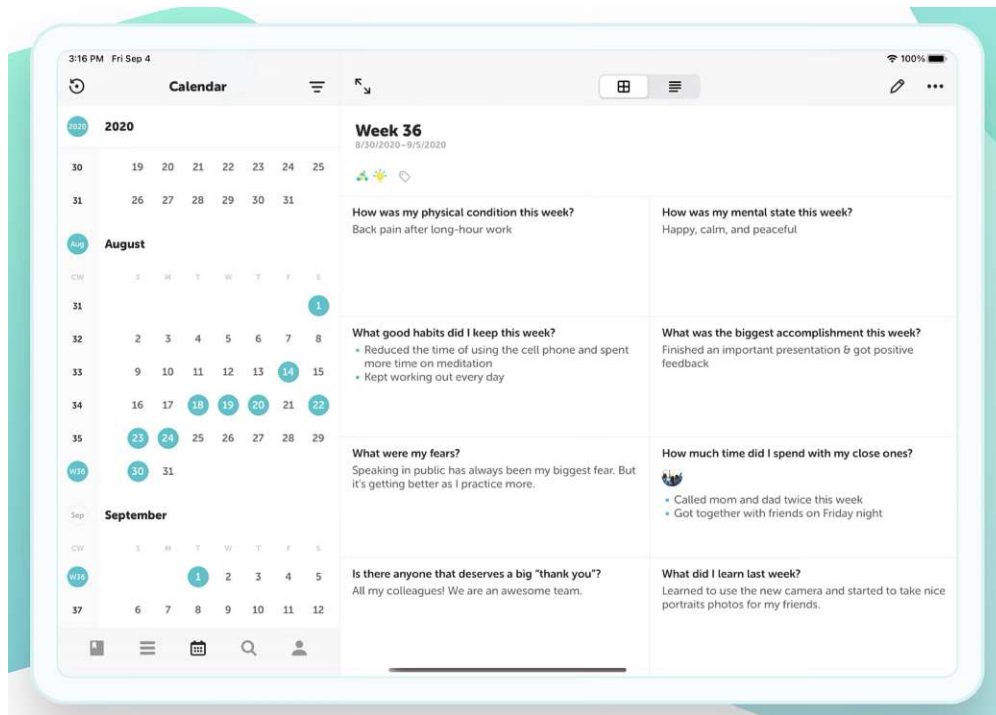 3:16 PM Fri Sep 4
100%
Calendar
2020 2020
30 19 20 21 22 23 24 25
31 26 27 28 29 30 31
Aug August
CW S M T W T F S
31 1
32 2 3 4 5 6 7 8
33 9 10 11 12 13 14 15
34 16 17 18 19 20 21 22
35 23 24 25 26 27 28 29
W36 30 31
Sep September
CW S M T W T F S
W36 1 2 3 4 5
37 6 7 8 9 10 11 12
Week 36
8/30/2020–9/5/2020
How was my physical condition this week?
Back pain after long-hour work
How was my mental state this week?
Happy, calm, and peaceful
What good habits did I keep this week?
• Reduced the time of using the cell phone and spent
more time on meditation
• Kept working out every day
What was the biggest accomplishment this week?
Finished an important presentation & got positive
feedback
What were my fears?
Speaking in public has always been my biggest fear. But
it's getting better as I practice more.
How much time did I spend with my close ones?
• Called mom and dad twice this week
• Got together with friends on Friday night
Is there anyone that deserves a big "thank you"?
All my colleagues! We are an awesome team.
What did I learn last week?
Learned to use the new camera and started to take nice
portraits photos for my friends.